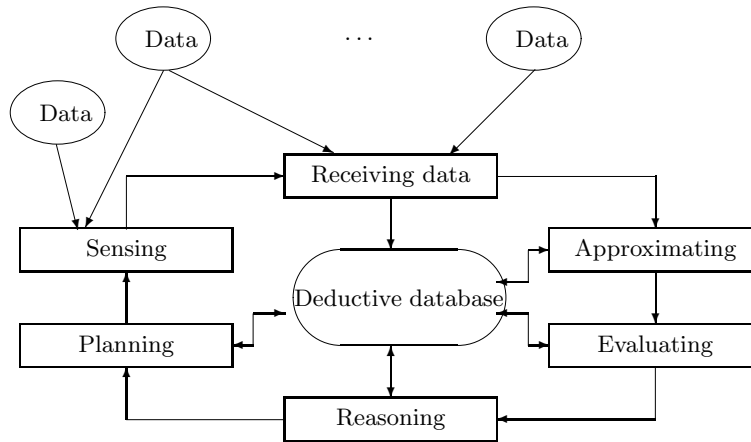 Data
· · ·
Data
Data
Receiving data
Sensing
Approximating
Deductive database
Planning
Evaluating
Reasoning